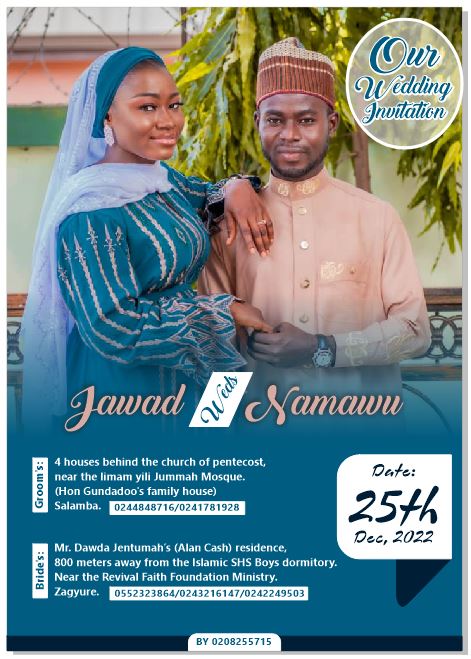 Our
Wedding
Invitation
Jawad Weds Namawu
Groom's:
4 houses behind the church of pentecost,
near the limam yili Jummah Mosque.
(Hon Gundadoo's family house)
Salamba. 0244848716/0241781928
Date:
25th
Dec, 2022
Bride's:
Mr. Dawda Jentumah's (Alan Cash) residence,
800 meters away from the Islamic SHS Boys dormitory.
Near the Revival Faith Foundation Ministry.
Zagyure. 0552323864/0243216147/0242249503
BY 0208255715